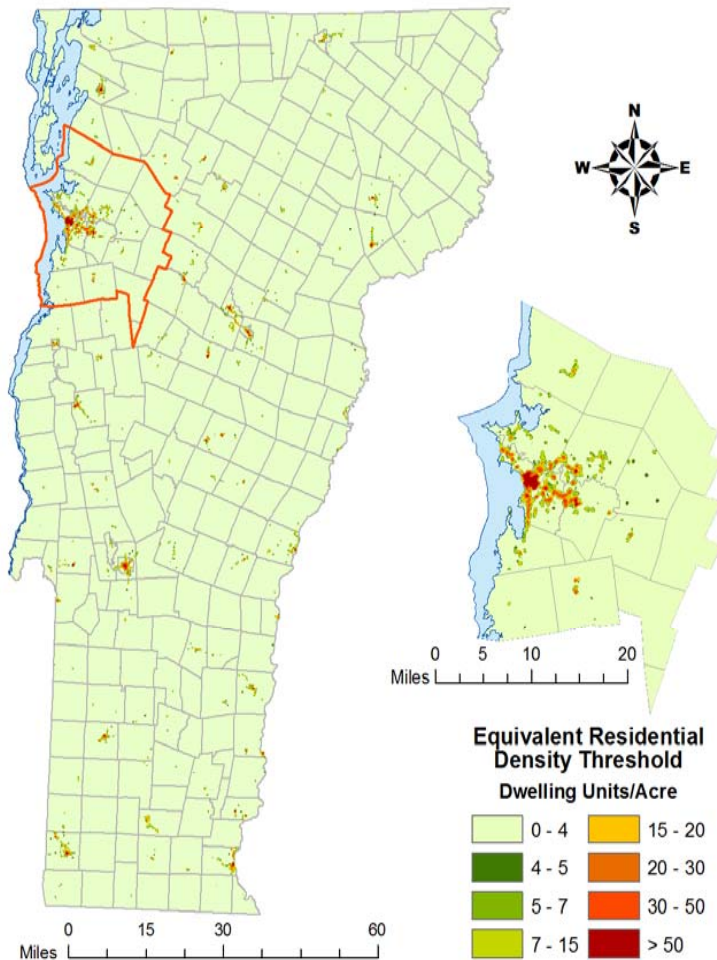 N
W E
S
0 5 10 20
Miles
Equivalent Residential
Density Threshold
Dwelling Units/Acre
0 - 4
4 - 5
5 - 7
7 - 15
15 - 20
20 - 30
30 - 50
> 50
0 15 30 60
Miles